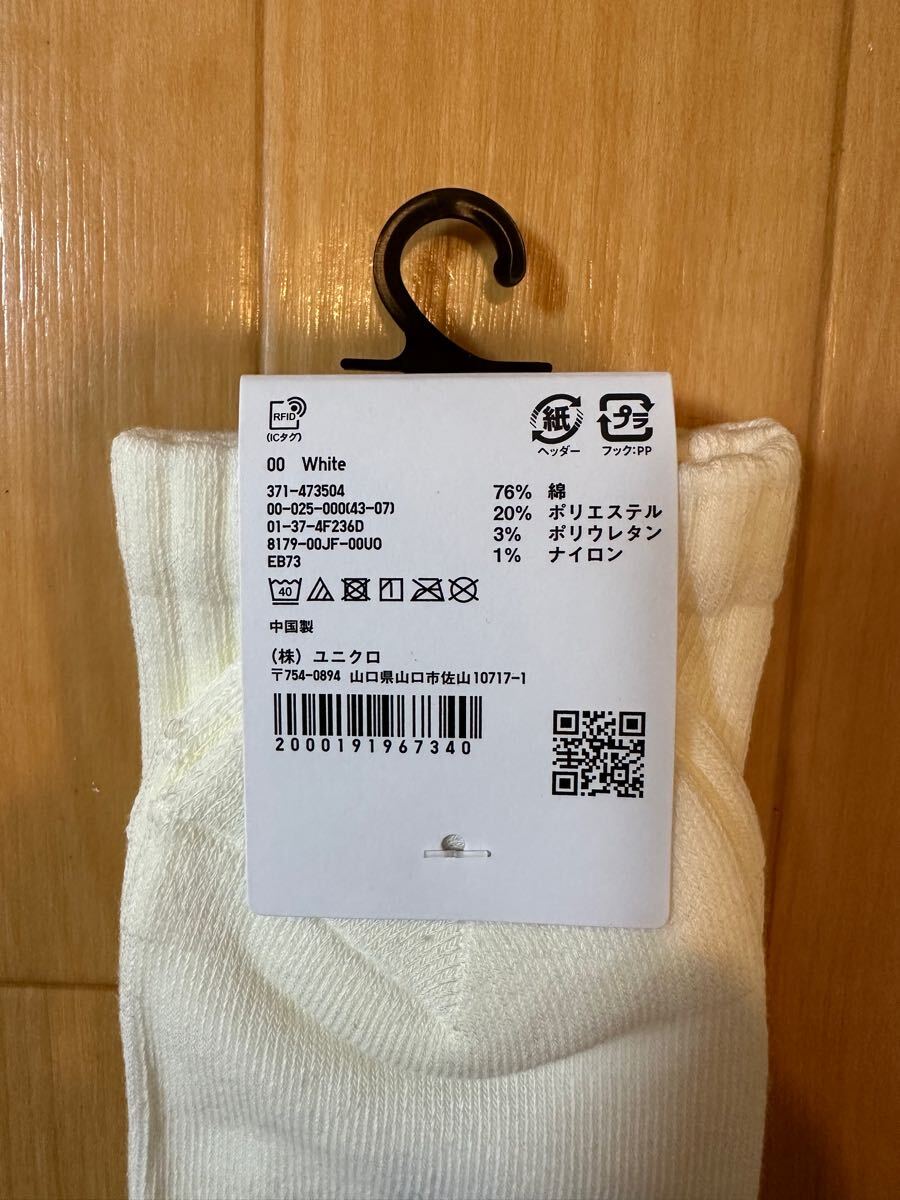 RFID
(ICタグ)
紙
ヘッダー
プラ
フック:PP
00 White
371-473504
00-025-000(43-07)
01-37-4F236D
8179-00JF-00U0
EB73
76% 綿
20% ポリエステル
3% ポリウレタン
1% ナイロン
40
中国製
(株) ユニクロ
〒754-0894 山口県山口市佐山10717-1
2000191967340